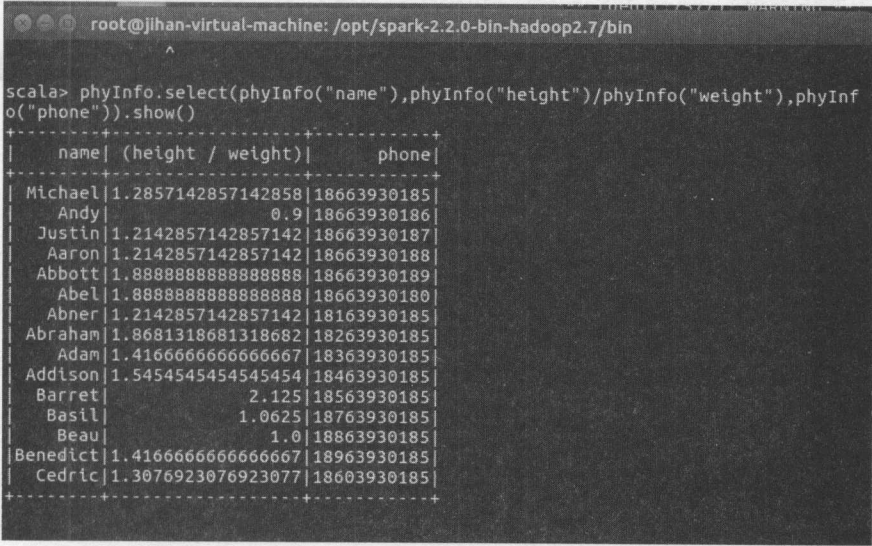 root@jihan-virtual-machine: /opt/spark-2.2.0-bin-hadoop2.7/bin
^
scala> phyInfo.select(phyInfo("name"),phyInfo("height")/phyInfo("weight"),phyInf
o("phone")).show()
+---------+------------------+-----------+
|     name| (height / weight)|      phone|
+---------+------------------+-----------+
|  Michael|1.2857142857142858|18663930185|
|     Andy|               0.9|18663930186|
|   Justin|1.2142857142857142|18663930187|
|    Aaron|1.2142857142857142|18663930188|
|   Abbott|1.8888888888888888|18663930189|
|     Abel|1.8888888888888888|18663930180|
|    Abner|1.2142857142857142|18163930185|
|  Abraham|1.8681318681318682|18263930185|
|     Adam|1.4166666666666667|18363930185|
|  Addison|1.5454545454545454|18463930185|
|   Barret|             2.125|18563930185|
|    Basil|            1.0625|18763930185|
|     Beau|               1.0|18863930185|
|Benedict|1.4166666666666667|18963930185|
|   Cedric|1.3076923076923077|18603930185|
+---------+------------------+-----------+